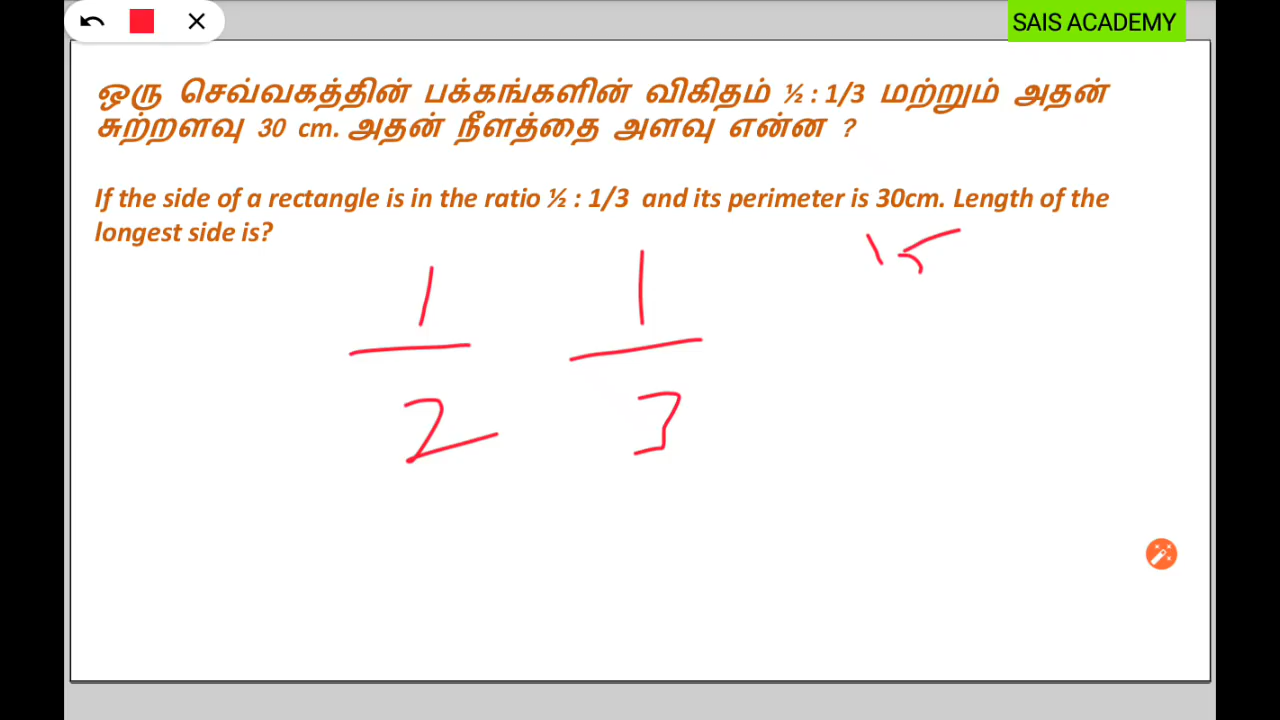 SAIS ACADEMY
ஒரு செவ்வகத்தின் பக்கங்களின் விகிதம் ½ : 1/3 மற்றும் அதன்
சுற்றளவு 30 cm. அதன் நீளத்தை அளவு என்ன ?
If the side of a rectangle is in the ratio ½ : 1/3 and its perimeter is 30cm. Length of the
longest side is?
15
1 1
2 3